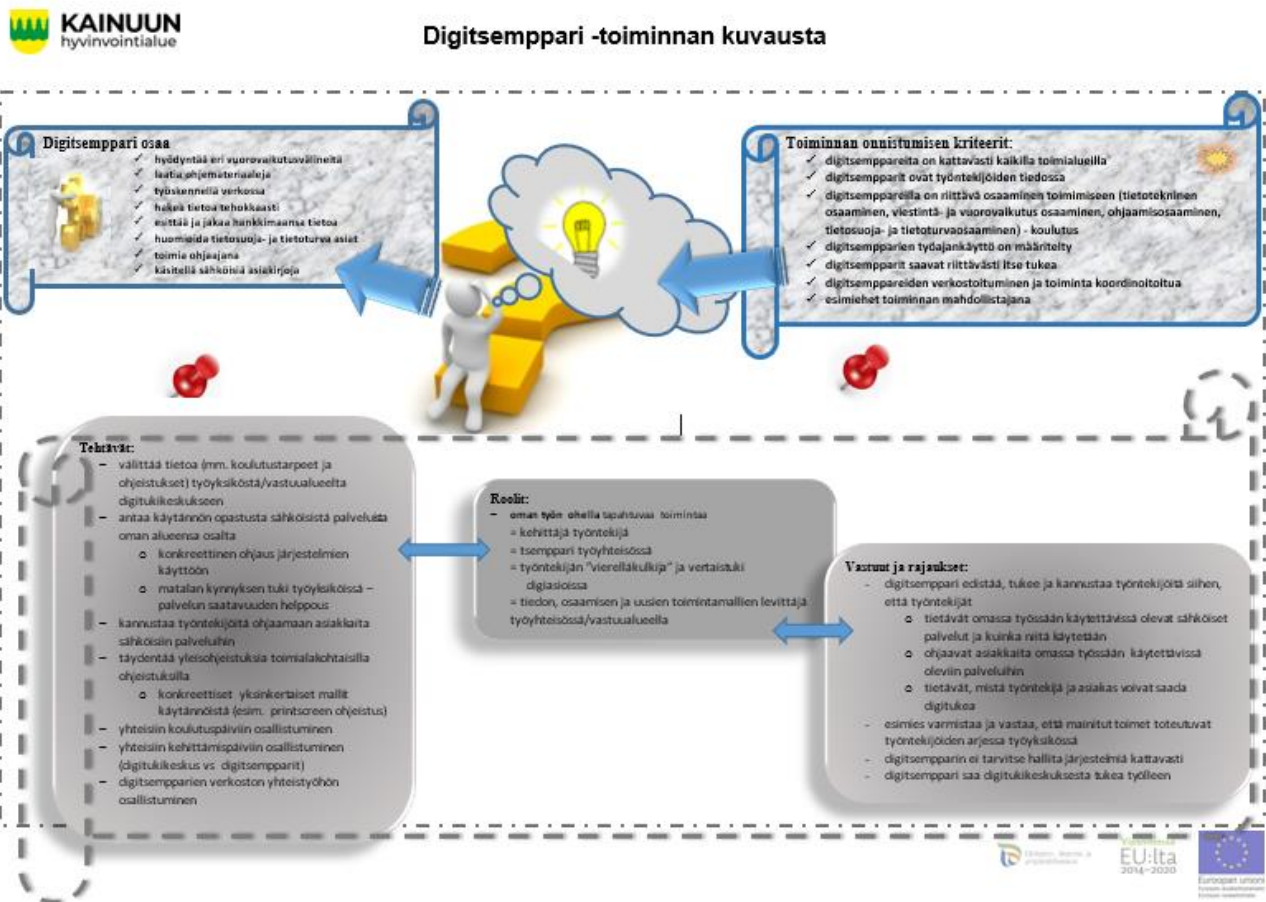 KAINUUN
hyvinvointialue
Digitsemppari -toiminnan kuvausta
Digitsemppari osaa
✓ hyödyntää eri vuorovaikutusvälineitä
✓ laatia ohjemateriaaleja
✓ työskennellä verkossa
✓ hakea tietoa tehokkaasti
✓ esittää ja jakaa hankkimaansa tietoa
✓ huomioida tietosuoja- ja tietoturva asiat
✓ toimia ohjaajana
✓ käsitellä sähköisiä asiakirjoja
Toiminnan onnistumisen kriteerit:
✓ digitsemppareita on kattavasti kaikilla toimialueilla
✓ digitsempparit ovat työntekijöiden tiedossa
✓ digitsemppareilla on riittävä osaaminen toimimiseen (tietotekninen
osaaminen, viestintä- ja vuorovaikutus osaaminen, ohjaamisosaaminen,
tietosuoja- ja tietoturvaosaaminen) - koulutus
✓ digitsempparien työajankäyttö on määritelty
✓ digitsempparit saavat riittävästi itse tukea
✓ digitsemppareiden verkostoituminen ja toiminta koordinoitoitua
✓ esimiehet toiminnan mahdollistajana
Tehtävät:
– välittää tietoa (mm. koulutustarpeet ja
ohjeistukset) työyksiköstä/vastuualueelta
digitukikeskukseen
– antaa käytännön opastusta sähköisistä palveluista
oman alueensa osalta
o konkreettinen ohjaus järjestelmien
käyttöön
o matalan kynnyksen tuki työyksiköissä –
palvelun saatavuuden helppous
– kannustaa työntekijöitä ohjaamaan asiakkaita
sähköisiin palveluihin
– täydentää yleisohjeistuksia toimialakohtaisilla
ohjeistuksilla
o konkreettiset yksinkertaiset mallit
käytännöistä (esim. printscreen ohjeistus)
– yhteisiin koulutuspäiviin osallistuminen
– yhteisiin kehittämispäiviin osallistuminen
(digitukikeskus vs digitsempparit)
– digitsempparien verkoston yhteistyöhön
osallistuminen
Roolit:
– oman työn ohella tapahtuvaa toimintaa
= kehittäjä työntekijä
= tsemppari työyhteisössä
= työntekijän "vierelläkulkija" ja vertaistuki
digiasioissa
= tiedon, osaamisen ja uusien toimintamallien levittäjä
työyhteisössä/vastuualueella
Vastuut ja rajaukset:
- digitsemppari edistää, tukee ja kannustaa työntekijöitä siihen,
että työntekijät
o tietävät omassa työssään käytettävissä olevat sähköiset
palvelut ja kuinka niitä käytetään
o ohjaavat asiakkaita omassa työssään käytettävissä
oleviin palveluihin
o tietävät, mistä työntekijä ja asiakas voivat saada
digitukea
- esimies varmistaa ja vastaa, että mainitut toimet toteutuvat
työntekijöiden arjessa työyksikössä
- digitsempparin ei tarvitse hallita järjestelmiä kattavasti
- digitsemppari saa digitukikeskuksesta tukea työlleen
EU:lta
2014–2020
Euroopan unioni